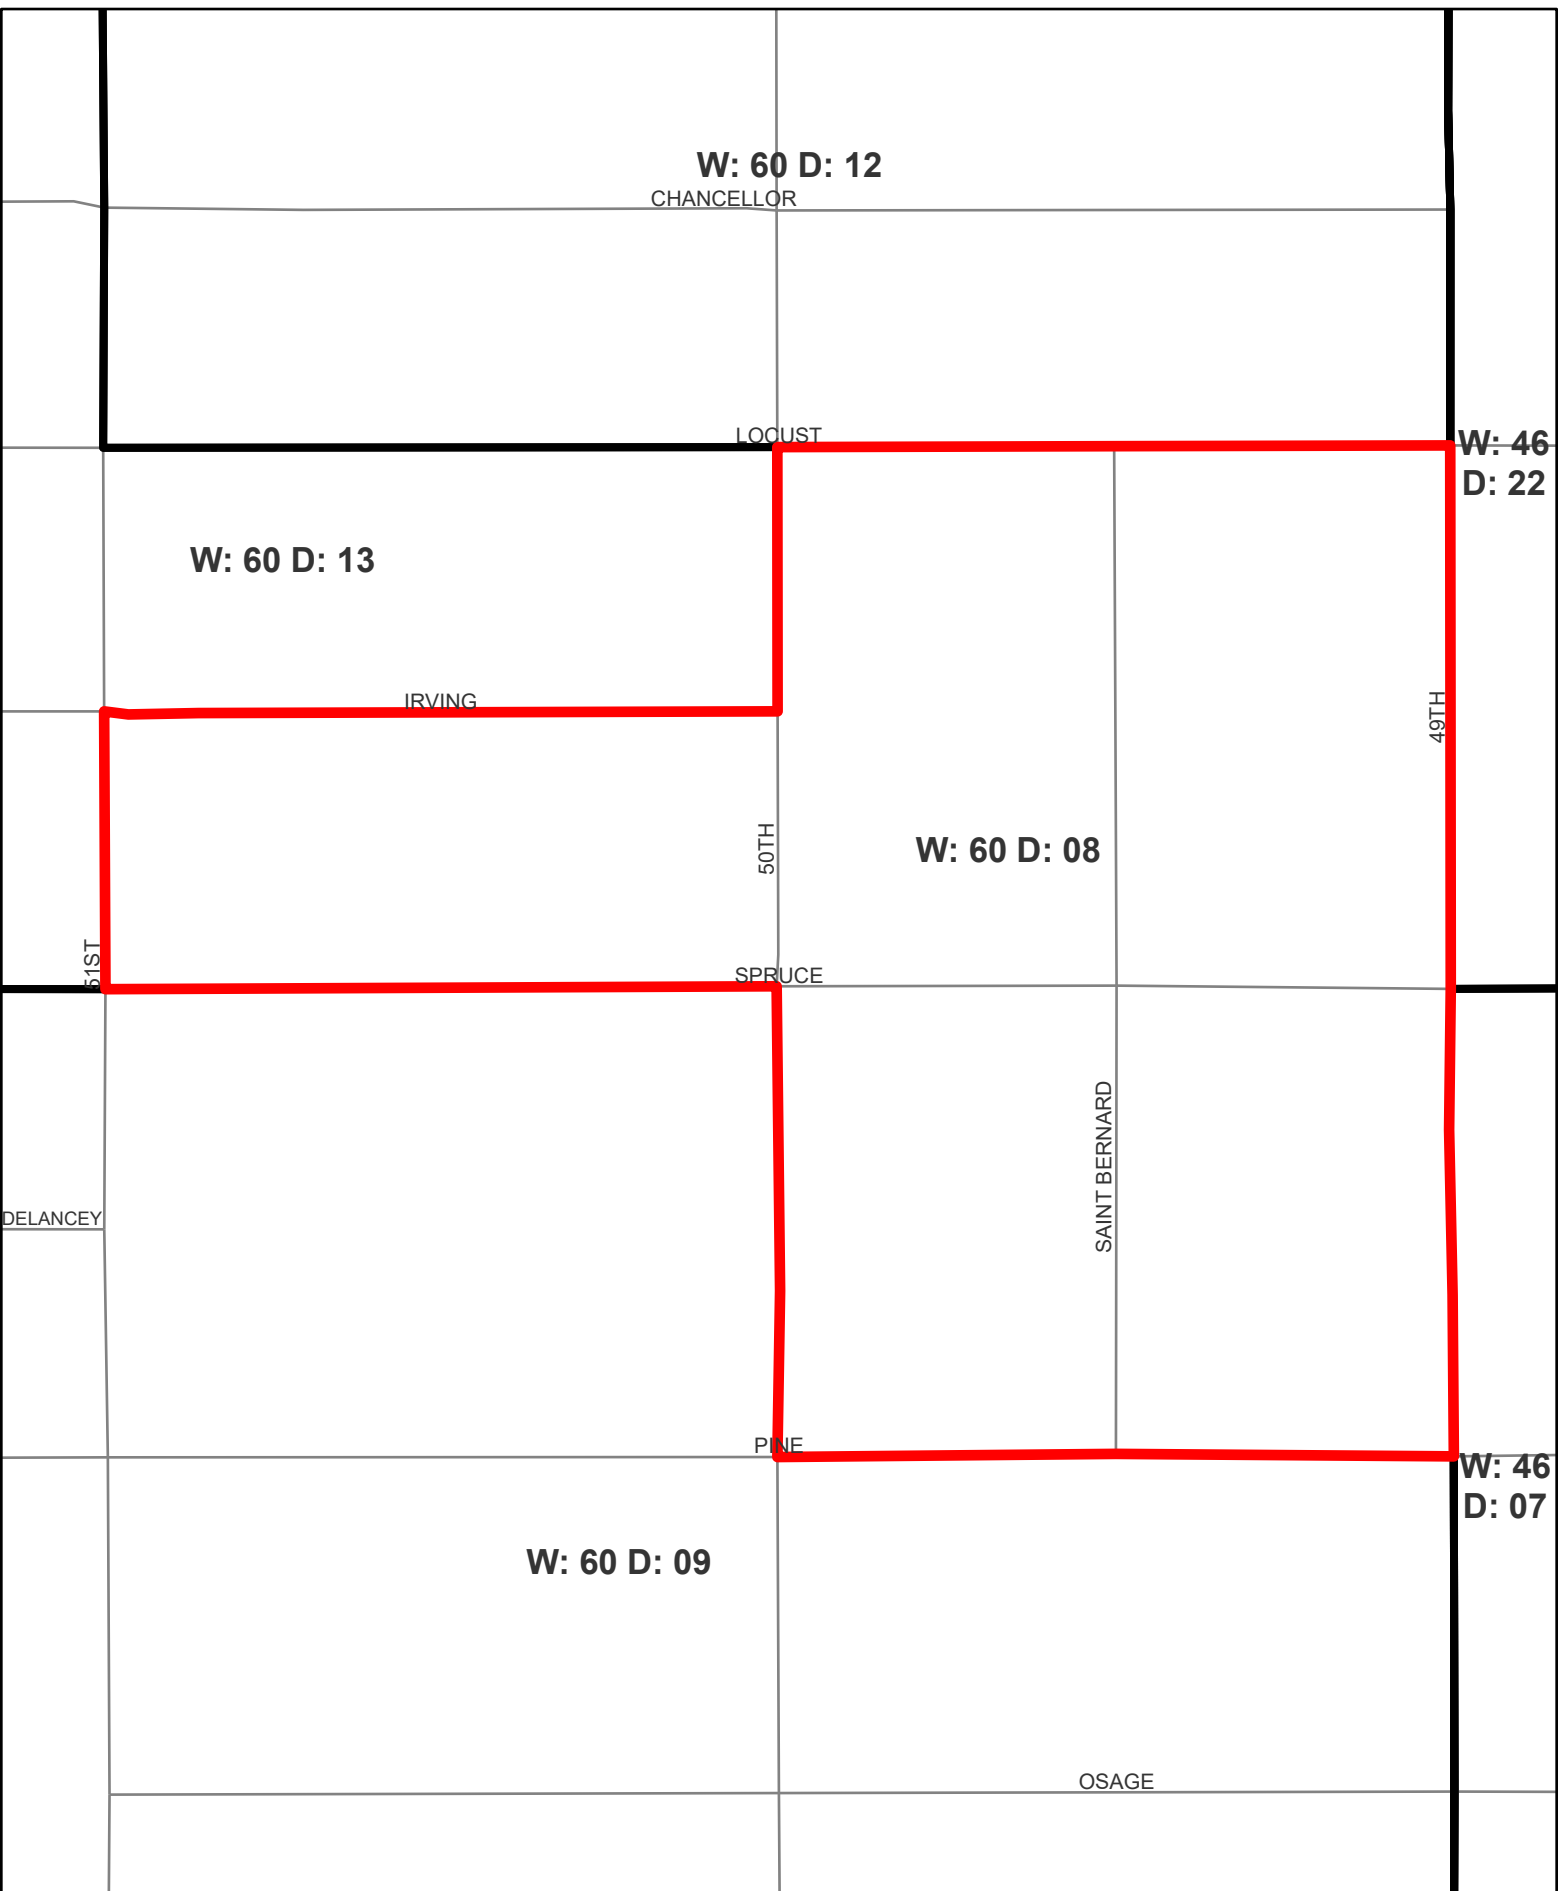 W: 60 D: 12
CHANCELLOR
LOCUST
W: 46
D: 22
W: 60 D: 13
IRVING
49TH
50TH
W: 60 D: 08
51ST
SPRUCE
SAINT BERNARD
DELANCEY
PINE
W: 46
D: 07
W: 60 D: 09
OSAGE